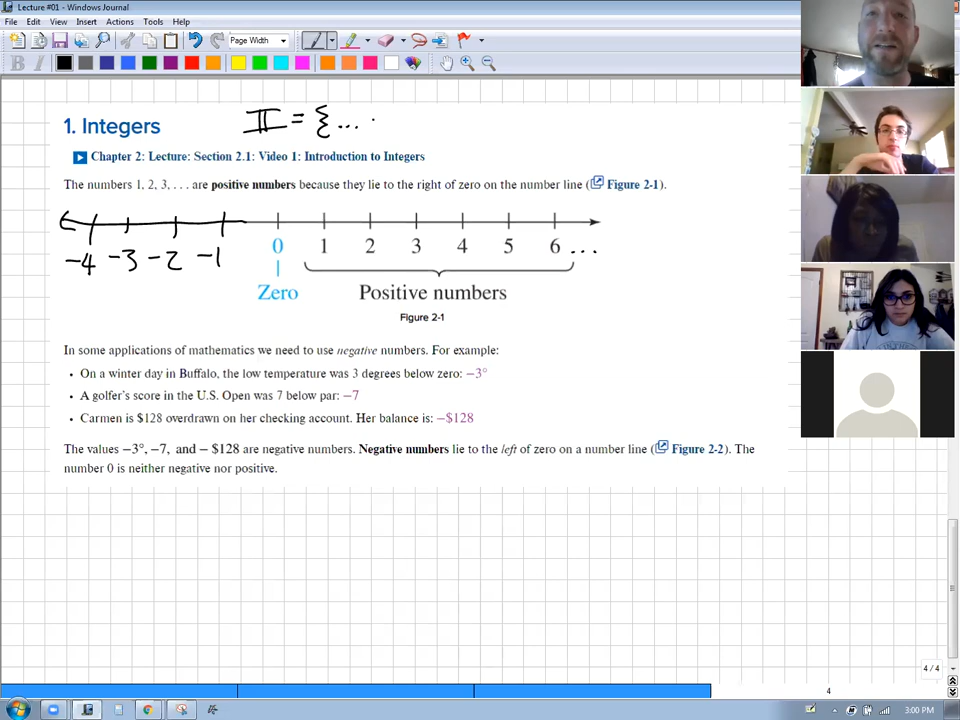 Lecture #01 - Windows Journal
File Edit View Insert Actions Tools Help
Page Width
B I
1. Integers 𝕀 = {...
Chapter 2: Lecture: Section 2.1: Video 1: Introduction to Integers
The numbers 1, 2, 3, . . . are positive numbers because they lie to the right of zero on the number line (Figure 2-1).
-4 -3 -2 -1 0 1 2 3 4 5 6 ...
Zero Positive numbers
Figure 2-1
In some applications of mathematics we need to use negative numbers. For example:
• On a winter day in Buffalo, the low temperature was 3 degrees below zero: −3°
• A golfer's score in the U.S. Open was 7 below par: −7
• Carmen is $128 overdrawn on her checking account. Her balance is: −$128
The values −3°, −7, and − $128 are negative numbers. Negative numbers lie to the left of zero on a number line (Figure 2-2). The
number 0 is neither negative nor positive.
4 / 4
4
3:00 PM